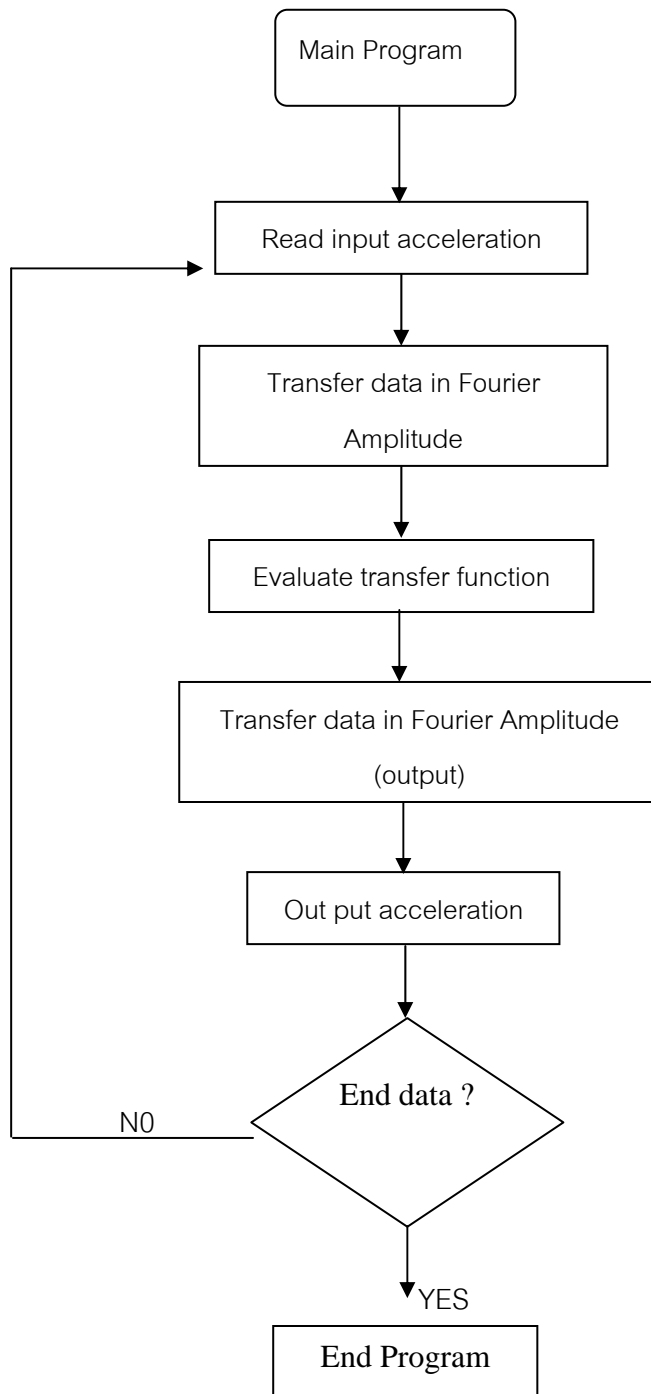 Main Program
Read input acceleration
Transfer data in Fourier
Amplitude
Evaluate transfer function
Transfer data in Fourier Amplitude
(output)
Out put acceleration
End data ?
N0
YES
End Program